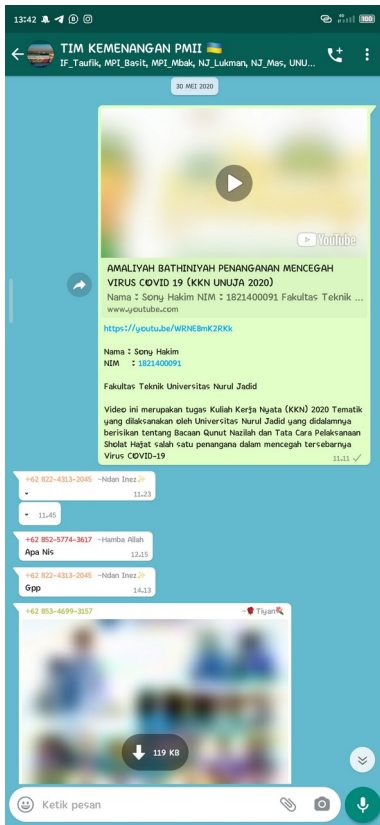 13:42
4G
100
TIM KEMENANGAN PMII
IF_Taufik, MPI_Basit, MPI_Mbak, NJ_Lukman, NJ_Mas, UNU...
30 MEI 2020
YouTube
AMALIYAH BATHINIYAH PENANGANAN MENCEGAH
VIRUS COVID 19 (KKN UNUJA 2020)
Nama : Sony Hakim NIM : 1821400091 Fakultas Teknik ...
www.youtube.com
https://youtu.be/WRNE8mK2RKk
Nama : Sony Hakim
NIM : 1821400091
Fakultas Teknik Universitas Nurul Jadid
Video ini merupakan tugas Kuliah Kerja Nyata (KKN) 2020 Tematik
yang dilaksanakan oleh Universitas Nurul Jadid yang didalamnya
berisikan tentang Bacaan Qunut Nazilah dan Tata Cara Pelaksanaan
Sholat Hajat salah satu penangana dalam mencegah tersebarnya
Virus COVID-19
11.11
+62 822-4313-2045 ~Ndan Inez✨
11.23
11.45
+62 852-5774-3617 ~Hamba Allah
Apa Nis
12.15
+62 822-4313-2045 ~Ndan Inez✨
Gpp
14.13
+62 853-4699-3157 ~🌹Tiyan
119 KB
Ketik pesan